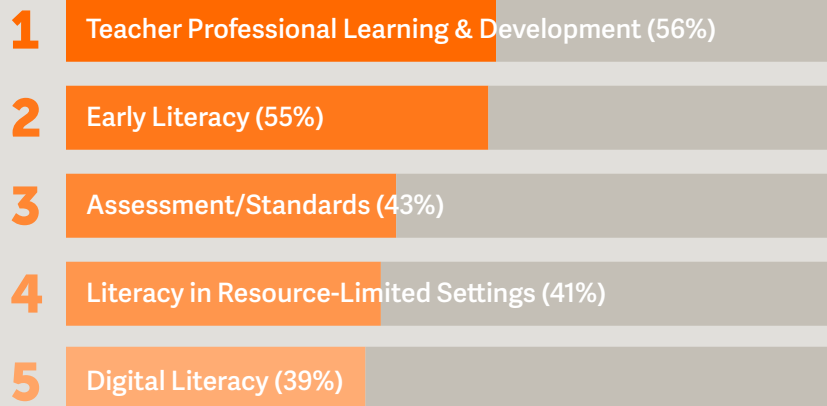 1 Teacher Professional Learning & Development (56%)
2 Early Literacy (55%)
3 Assessment/Standards (43%)
4 Literacy in Resource-Limited Settings (41%)
5 Digital Literacy (39%)